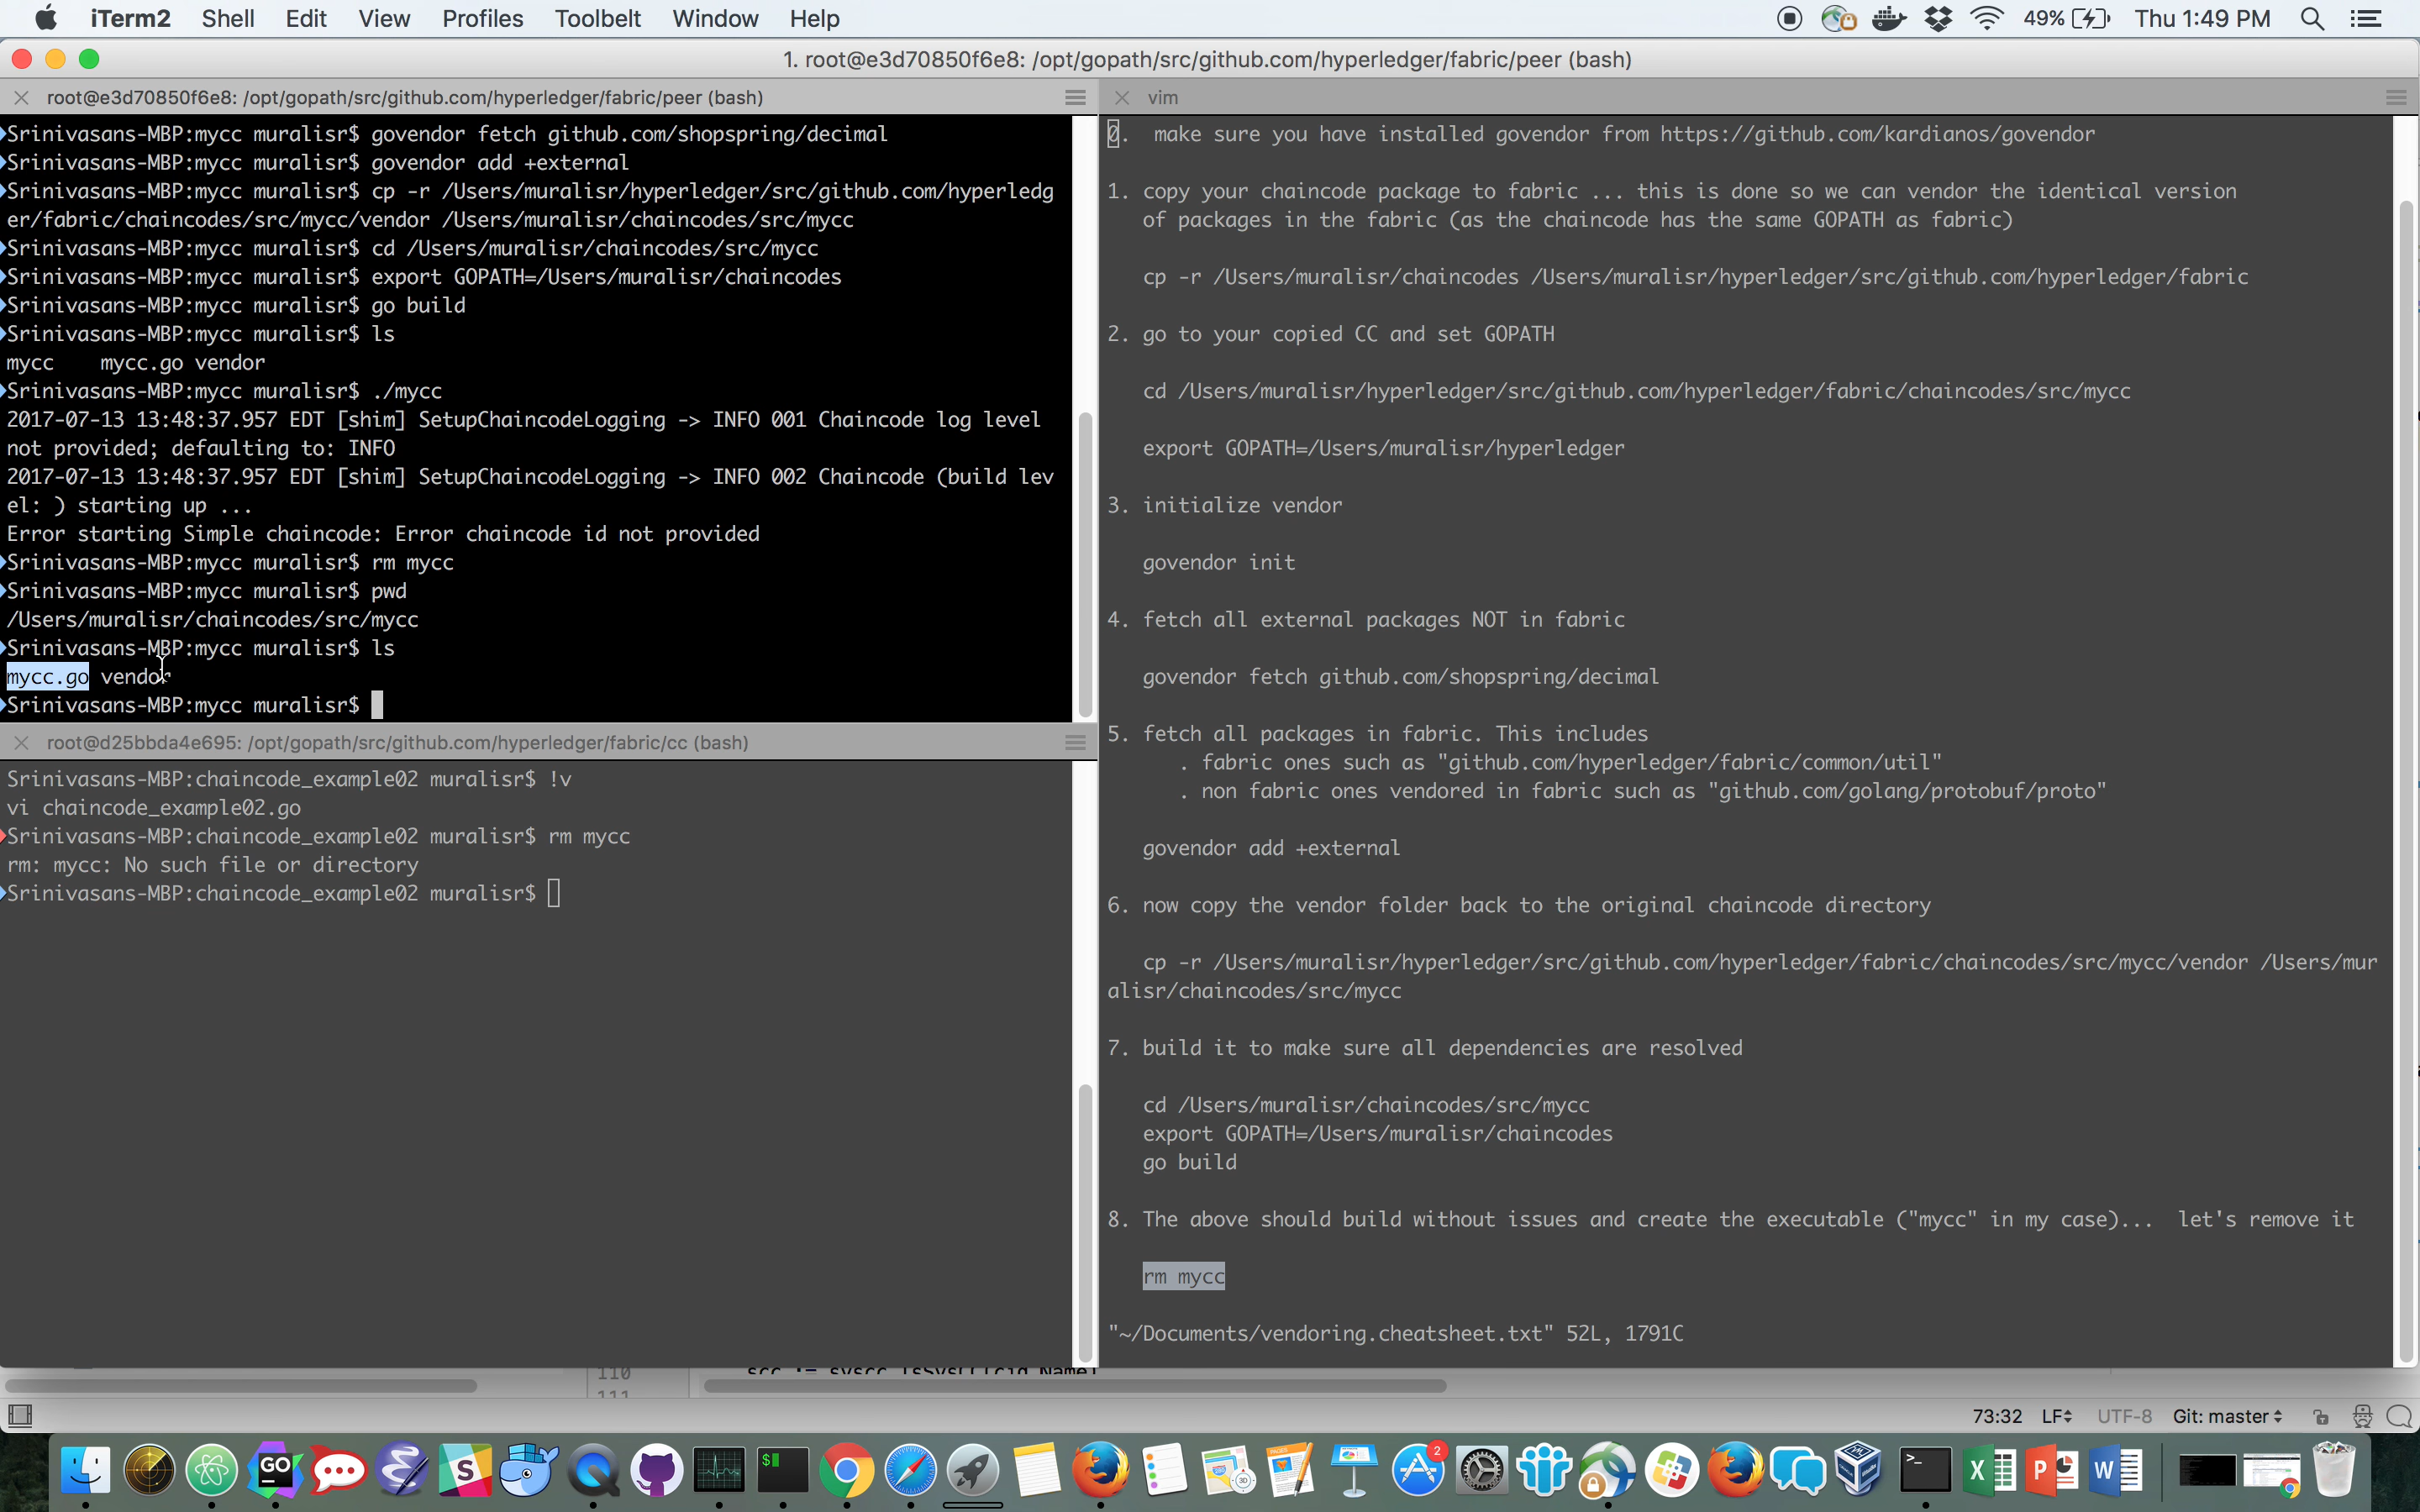 iTerm2 Shell Edit View Profiles Toolbelt Window Help 49% Thu 1:49 PM
1. root@e3d70850f6e8: /opt/gopath/src/github.com/hyperledger/fabric/peer (bash)
root@e3d70850f6e8: /opt/gopath/src/github.com/hyperledger/fabric/peer (bash)
Srinivasans-MBP:mycc muralisr$ govendor fetch github.com/shopspring/decimal
Srinivasans-MBP:mycc muralisr$ govendor add +external
Srinivasans-MBP:mycc muralisr$ cp -r /Users/muralisr/hyperledger/src/github.com/hyperledg
er/fabric/chaincodes/src/mycc/vendor /Users/muralisr/chaincodes/src/mycc
Srinivasans-MBP:mycc muralisr$ cd /Users/muralisr/chaincodes/src/mycc
Srinivasans-MBP:mycc muralisr$ export GOPATH=/Users/muralisr/chaincodes
Srinivasans-MBP:mycc muralisr$ go build
Srinivasans-MBP:mycc muralisr$ ls
mycc    mycc.go vendor
Srinivasans-MBP:mycc muralisr$ ./mycc
2017-07-13 13:48:37.957 EDT [shim] SetupChaincodeLogging -> INFO 001 Chaincode log level
not provided; defaulting to: INFO
2017-07-13 13:48:37.957 EDT [shim] SetupChaincodeLogging -> INFO 002 Chaincode (build lev
el: ) starting up ...
Error starting Simple chaincode: Error chaincode id not provided
Srinivasans-MBP:mycc muralisr$ rm mycc
Srinivasans-MBP:mycc muralisr$ pwd
/Users/muralisr/chaincodes/src/mycc
Srinivasans-MBP:mycc muralisr$ ls
mycc.go vendor
Srinivasans-MBP:mycc muralisr$
root@d25bbda4e695: /opt/gopath/src/github.com/hyperledger/fabric/cc (bash)
Srinivasans-MBP:chaincode_example02 muralisr$ !v
vi chaincode_example02.go
Srinivasans-MBP:chaincode_example02 muralisr$ rm mycc
rm: mycc: No such file or directory
Srinivasans-MBP:chaincode_example02 muralisr$
vim
0.  make sure you have installed govendor from https://github.com/kardianos/govendor
1. copy your chaincode package to fabric ... this is done so we can vendor the identical version
of packages in the fabric (as the chaincode has the same GOPATH as fabric)
cp -r /Users/muralisr/chaincodes /Users/muralisr/hyperledger/src/github.com/hyperledger/fabric
2. go to your copied CC and set GOPATH
cd /Users/muralisr/hyperledger/src/github.com/hyperledger/fabric/chaincodes/src/mycc
export GOPATH=/Users/muralisr/hyperledger
3. initialize vendor
govendor init
4. fetch all external packages NOT in fabric
govendor fetch github.com/shopspring/decimal
5. fetch all packages in fabric. This includes
. fabric ones such as "github.com/hyperledger/fabric/common/util"
. non fabric ones vendored in fabric such as "github.com/golang/protobuf/proto"
govendor add +external
6. now copy the vendor folder back to the original chaincode directory
cp -r /Users/muralisr/hyperledger/src/github.com/hyperledger/fabric/chaincodes/src/mycc/vendor /Users/mur
alisr/chaincodes/src/mycc
7. build it to make sure all dependencies are resolved
cd /Users/muralisr/chaincodes/src/mycc
export GOPATH=/Users/muralisr/chaincodes
go build
8. The above should build without issues and create the executable ("mycc" in my case)...  let's remove it
rm mycc
"~/Documents/vendoring.cheatsheet.txt" 52L, 1791C
110
111
73:32 LF UTF-8 Git: master
GO
2